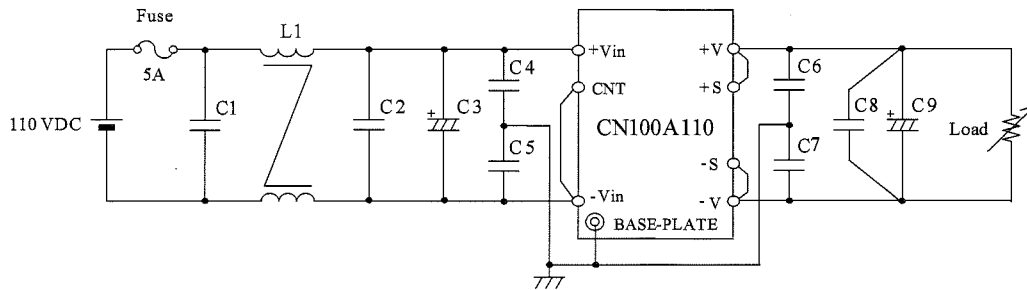 Fuse
5A
L1
110 VDC
C1
C2
C3
+
C4
C5
+Vin
CNT
-Vin
CN100A110
BASE-PLATE
+V
+S
-S
-V
C6
C7
C8
C9
+
Load